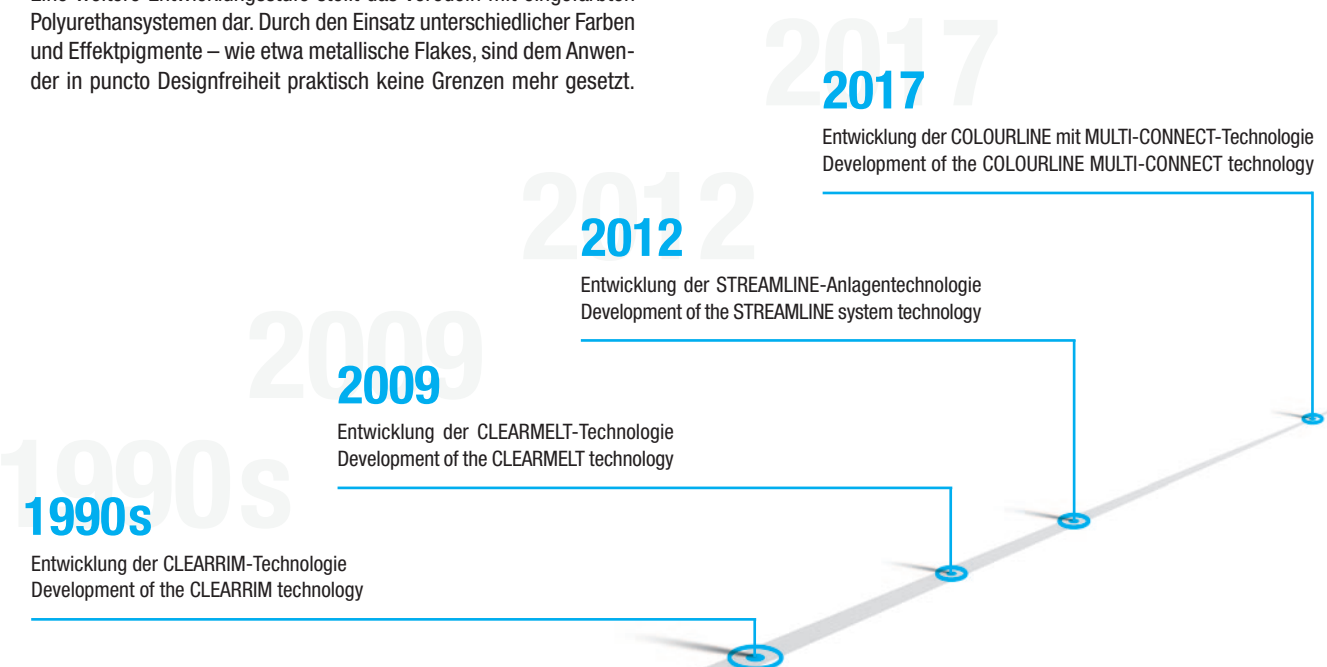 Polyurethansystemen dar. Durch den Einsatz unterschiedlicher Farben
und Effektpigmente – wie etwa metallische Flakes, sind dem Anwen-
der in puncto Designfreiheit praktisch keine Grenzen mehr gesetzt.
2017
2017
Entwicklung der COLOURLINE mit MULTI-CONNECT-Technologie
Development of the COLOURLINE MULTI-CONNECT technology
2012
2012
Entwicklung der STREAMLINE-Anlagentechnologie
Development of the STREAMLINE system technology
2009
2009
Entwicklung der CLEARMELT-Technologie
Development of the CLEARMELT technology
1990s
1990s
Entwicklung der CLEARRIM-Technologie
Development of the CLEARRIM technology